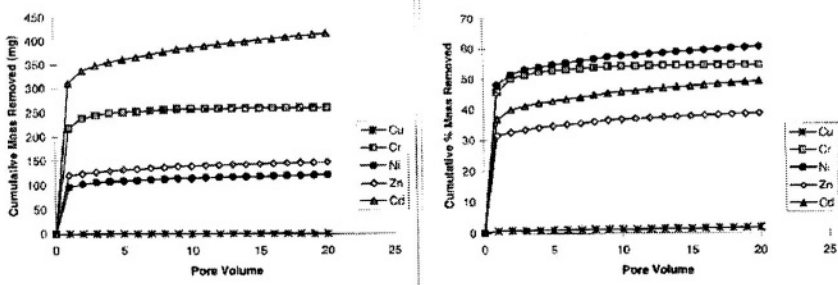 Cumulative Mass Removed (mg)
450
400
350
300
250
200
150
100
50
0
0
5
10
15
20
25
Pore Volume
Cu
Cr
Ni
Zn
Cd
Cumulative % Mass Removed
70
60
50
40
30
20
10
0
0
5
10
15
20
25
Pore Volume
Cu
Cr
Ni
Zn
Cd